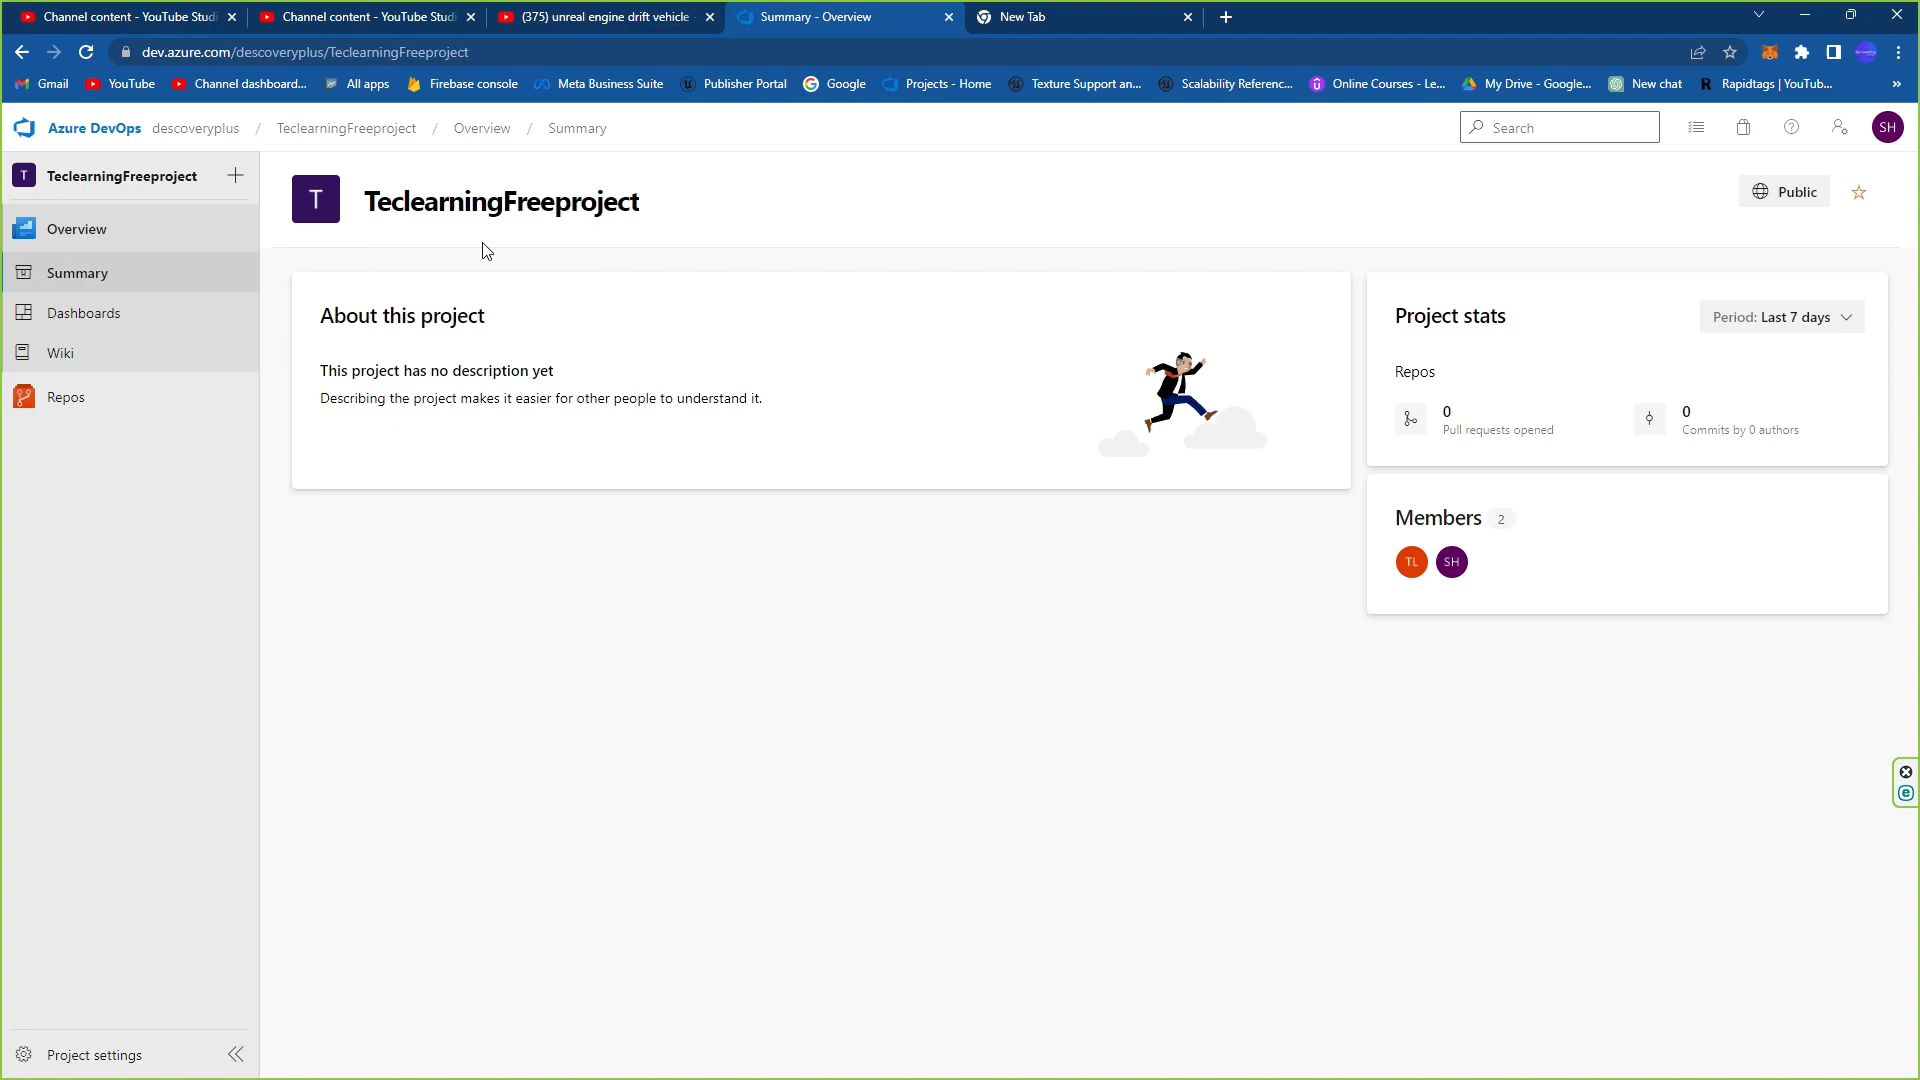 Channel content - YouTube Studi
Channel content - YouTube Studi
(375) unreal engine drift vehicle -
Summary - Overview
New Tab
dev.azure.com/descoveryplus/TeclearningFreeproject
Gmail
YouTube
Channel dashboard...
All apps
Firebase console
Meta Business Suite
Publisher Portal
Google
Projects - Home
Texture Support an...
Scalability Referenc...
Online Courses - Le...
My Drive - Google...
New chat
Rapidtags | YouTub...
»
Azure DevOps descoveryplus / TeclearningFreeproject / Overview / Summary
Search
SH
T TeclearningFreeproject
Overview
Summary
Dashboards
Wiki
Repos
Project settings
T TeclearningFreeproject
Public
About this project
This project has no description yet
Describing the project makes it easier for other people to understand it.
Project stats
Period: Last 7 days
Repos
0
Pull requests opened
0
Commits by 0 authors
Members 2
TL SH